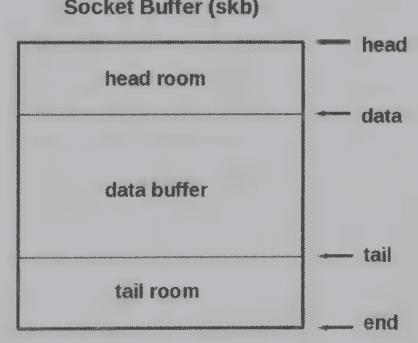 Socket Buffer (skb)
head
head room
data
data buffer
tail
tail room
end